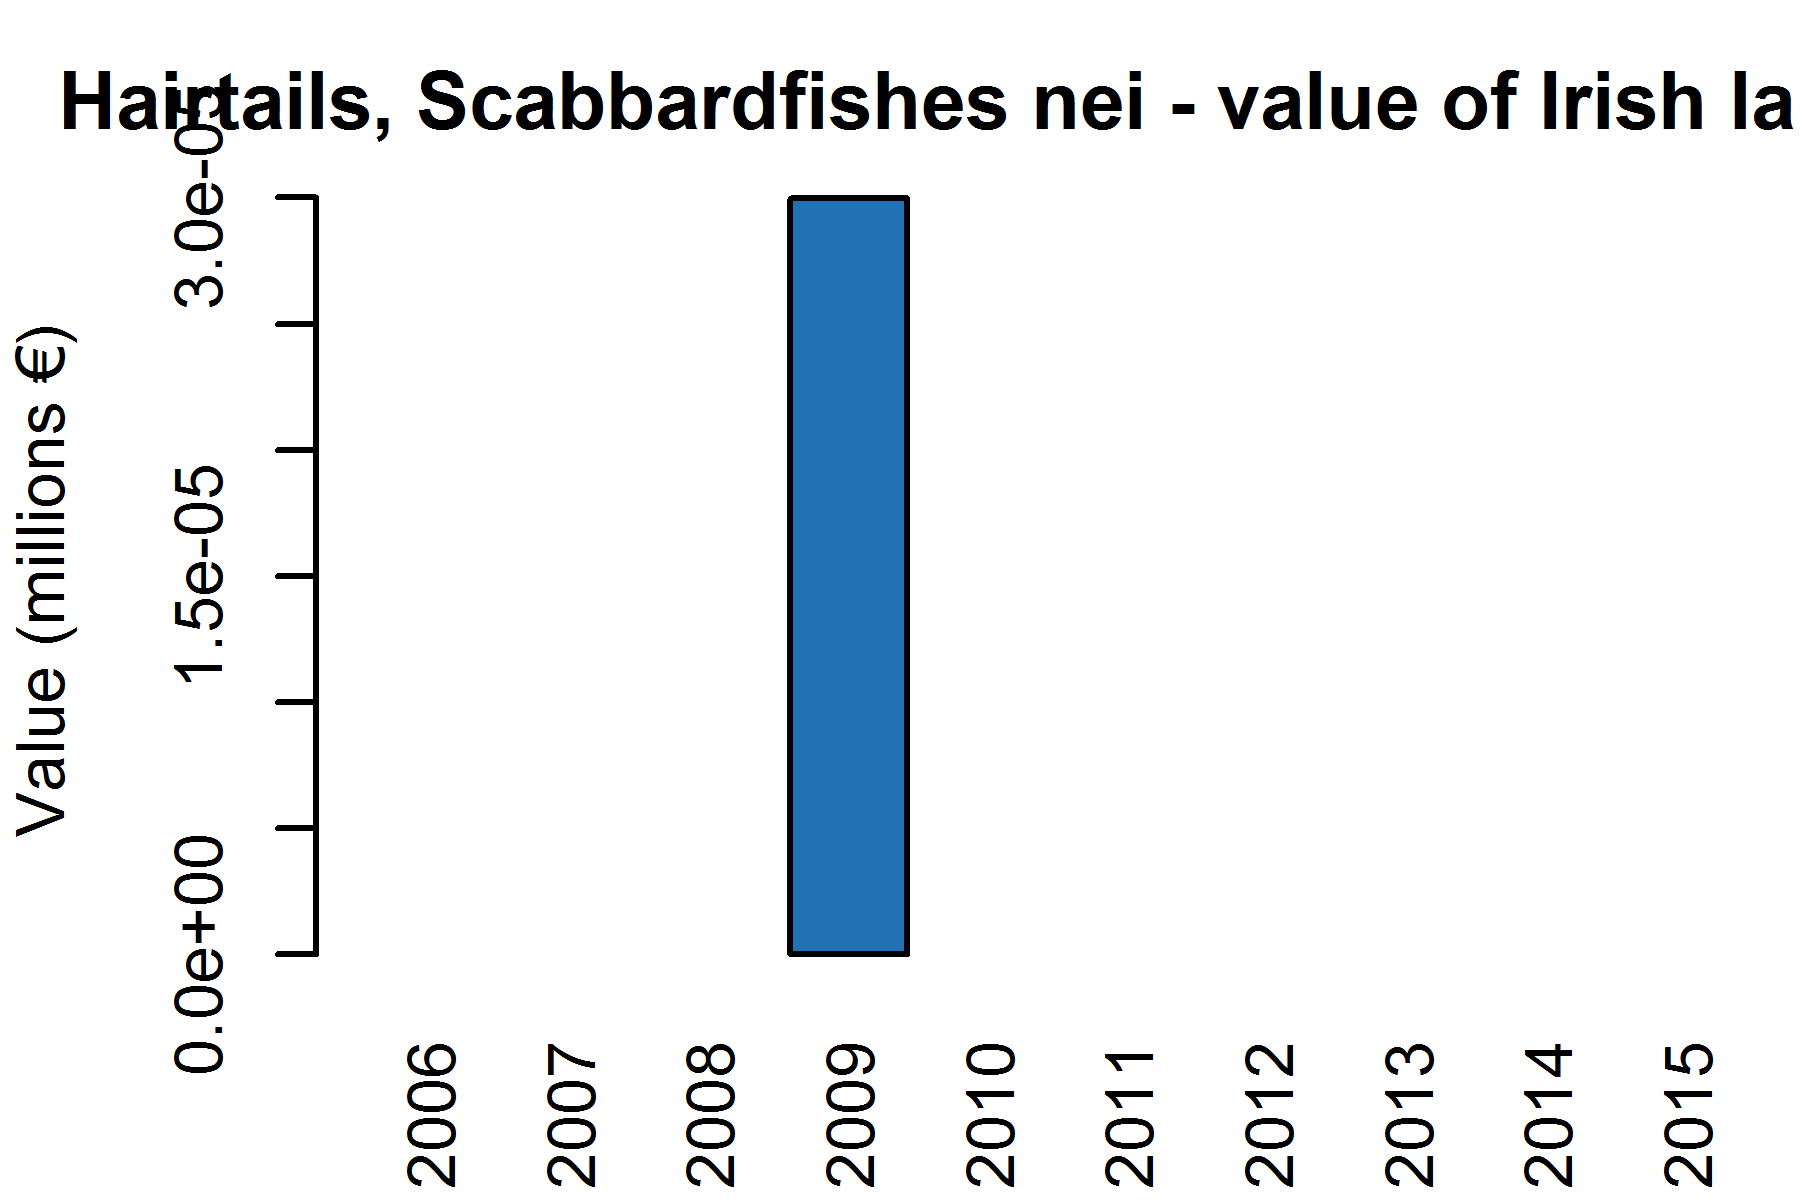 Hairtails, Scabbardfishes nei - value of Irish la
Value (millions €)
3.0e-05
1.5e-05
0.0e+00
2006
2007
2008
2009
2010
2011
2012
2013
2014
2015